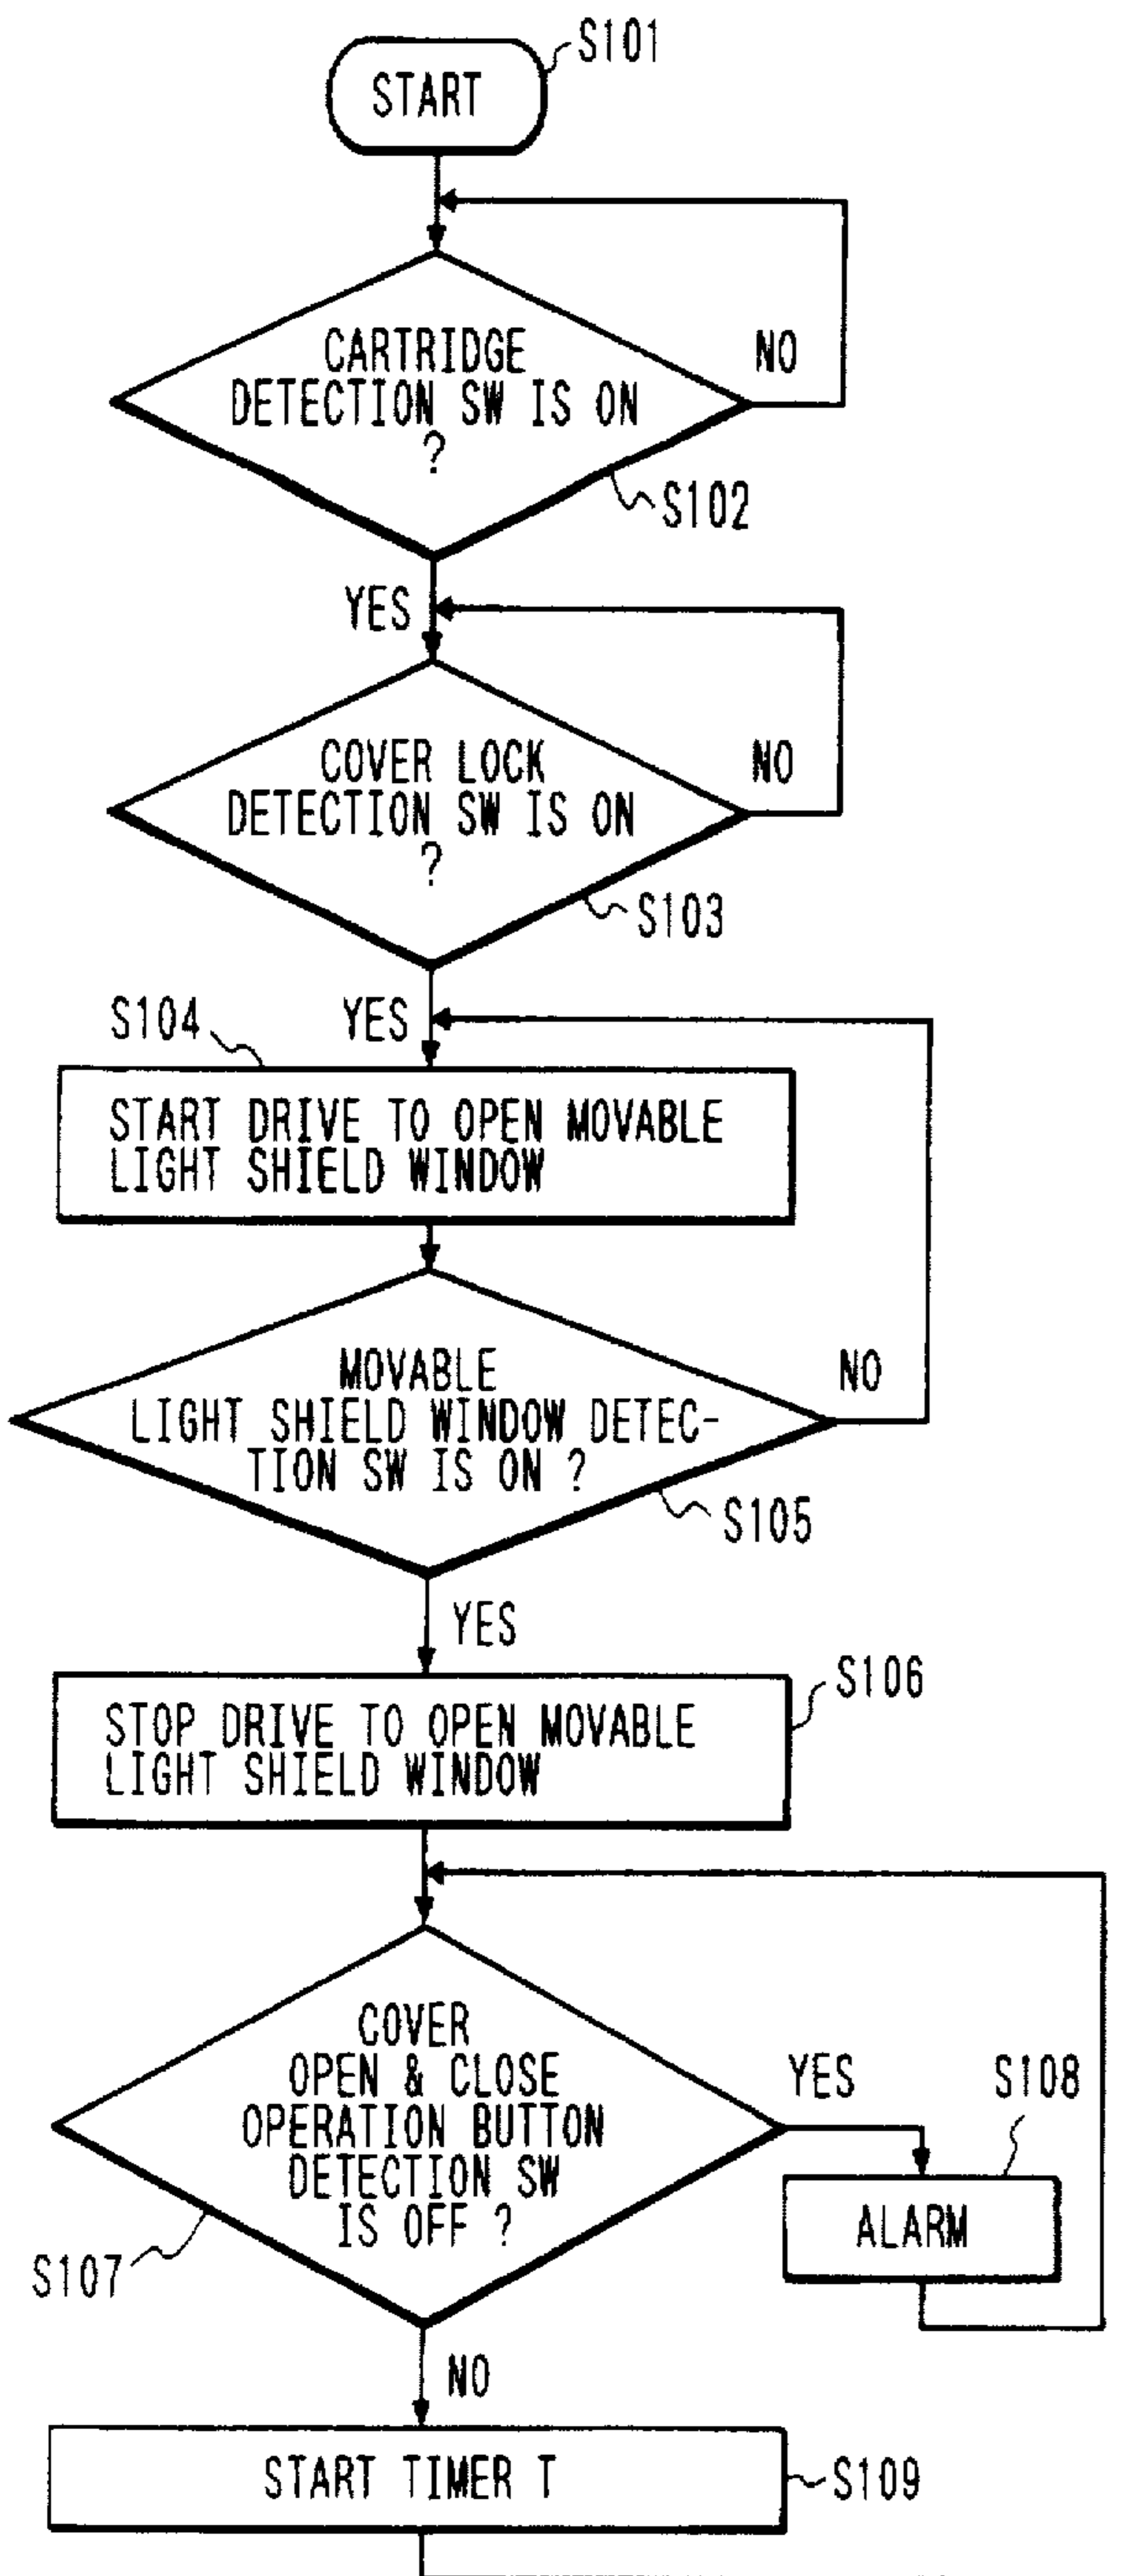 S101
START
CARTRIDGE
DETECTION SW IS ON
?
NO
S102
YES
COVER LOCK
DETECTION SW IS ON
?
NO
S103
YES
S104
START DRIVE TO OPEN MOVABLE
LIGHT SHIELD WINDOW
MOVABLE
LIGHT SHIELD WINDOW DETEC-
TION SW IS ON ?
NO
S105
YES
S106
STOP DRIVE TO OPEN MOVABLE
LIGHT SHIELD WINDOW
COVER
OPEN & CLOSE
OPERATION BUTTON
DETECTION SW
IS OFF ?
YES
S108
ALARM
S107
NO
START TIMER T
S109